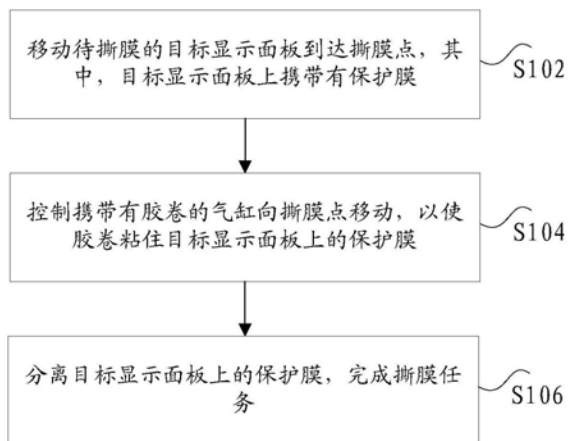 移动待撕膜的目标显示面板到达撕膜点，其
中，目标显示面板上携带有保护膜
S102
控制携带有胶卷的气缸向撕膜点移动，以使
胶卷粘住目标显示面板上的保护膜
S104
分离目标显示面板上的保护膜，完成撕膜任
务
S106